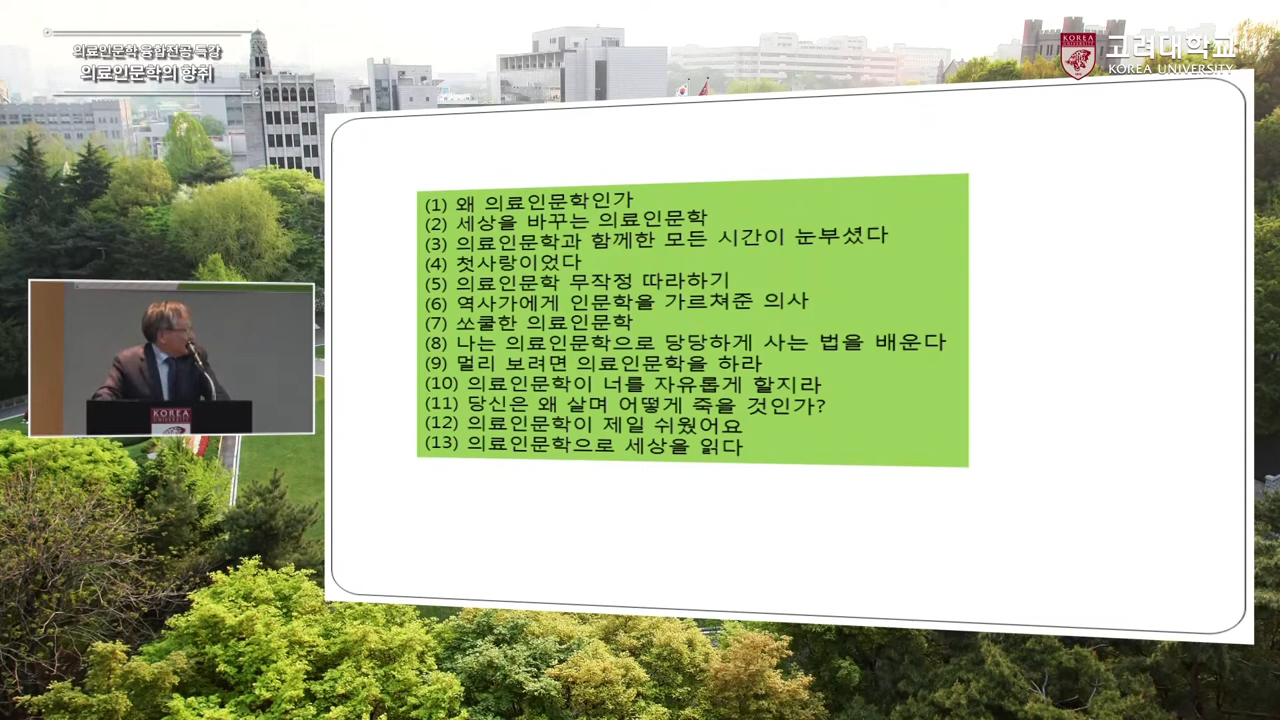 의료인문학 융합전공 특강
의료인문학의 향취
KOREA
UNIVERSITY
고려대학교
KOREA UNIVERSITY
(1) 왜 의료인문학인가
(2) 세상을 바꾸는 의료인문학
(3) 의료인문학과 함께한 모든 시간이 눈부셨다
(4) 첫사랑이었다
(5) 의료인문학 무작정 따라하기
(6) 역사가에게 인문학을 가르쳐준 의사
(7) 쏘쿨한 의료인문학
(8) 나는 의료인문학으로 당당하게 사는 법을 배운다
(9) 멀리 보려면 의료인문학을 하라
(10) 의료인문학이 너를 자유롭게 할지라
(11) 당신은 왜 살며 어떻게 죽을 것인가?
(12) 의료인문학이 제일 쉬웠어요
(13) 의료인문학으로 세상을 읽다
KOREA
UNIVERSITY